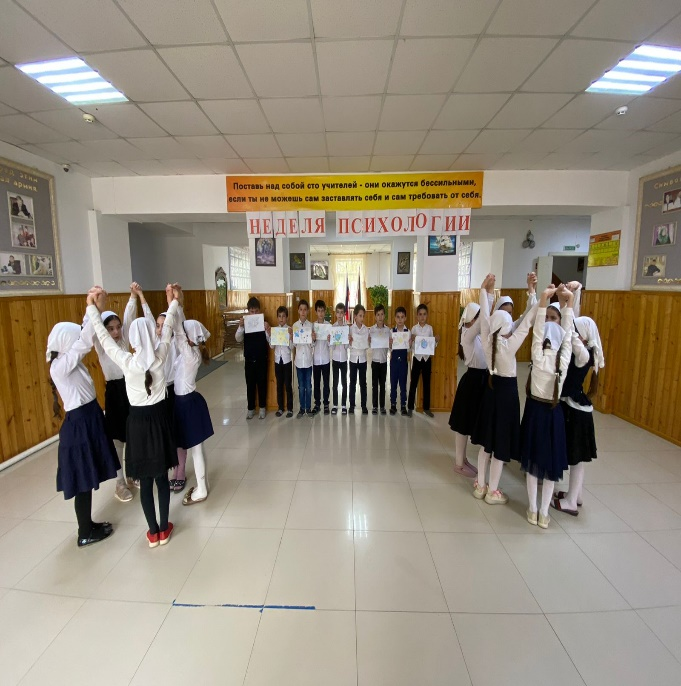 Поставь над собой сто учителей - они окажутся бессильными,
если ты не можешь сам заставлять себя и сам требовать от себя.
НЕДЕЛЯ ПСИХОЛОГИИ